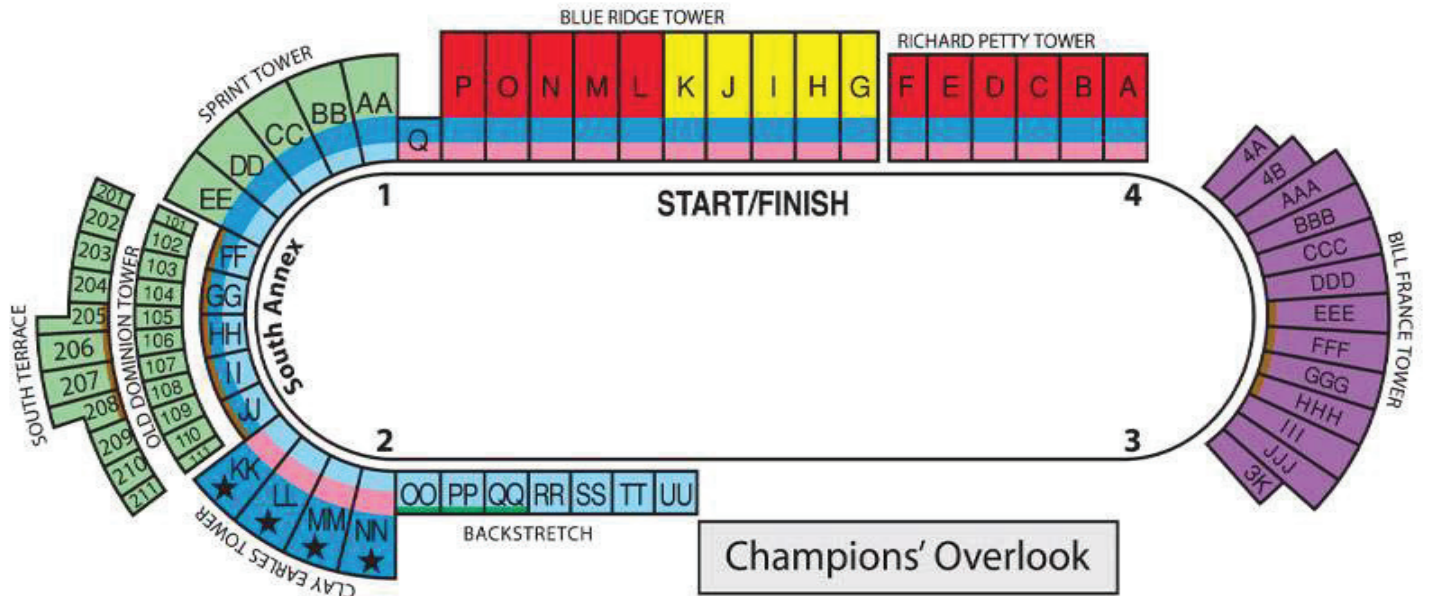 BLUE RIDGE TOWER
RICHARD PETTY TOWER
SPRINT TOWER
P O N M L K J I H G F E D C B A
AA
BB
CC
DD
EE
Q
1
START/FINISH
4
4A
4B
AAA
BBB
CCC
DDD
EEE
FFF
GGG
HHH
III
JJJ
3K
BILL FRANCE TOWER
201
202
203
204
205
206
207
208
209
210
211
SOUTH TERRACE
OLD DOMINION TOWER
101
102
103
104
105
106
107
108
109
110
111
FF
GG
HH
II
JJ
South Annex
2
3
KK
LL
MM
NN
CLAY EARLES TOWER
OO PP QQ RR SS TT UU
BACKSTRETCH
Champions' Overlook